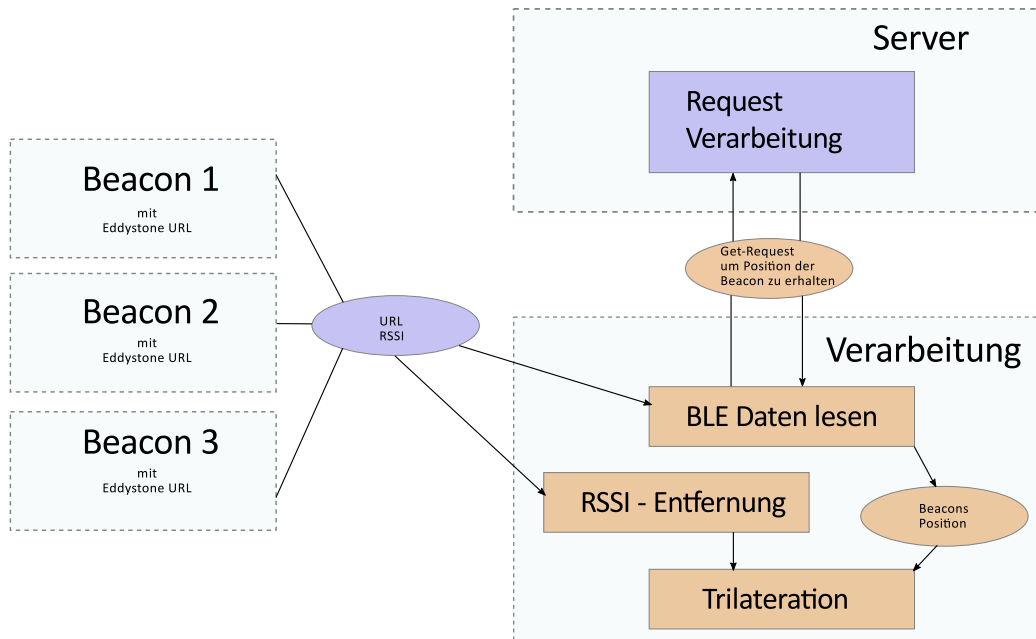 Server
Request
Verarbeitung
Beacon 1
mit
Eddystone URL
Get-Request
um Position der
Beacon zu erhalten
Beacon 2
mit
Eddystone URL
URL
RSSI
Verarbeitung
BLE Daten lesen
Beacon 3
mit
Eddystone URL
RSSI - Entfernung
Beacons
Position
Trilateration